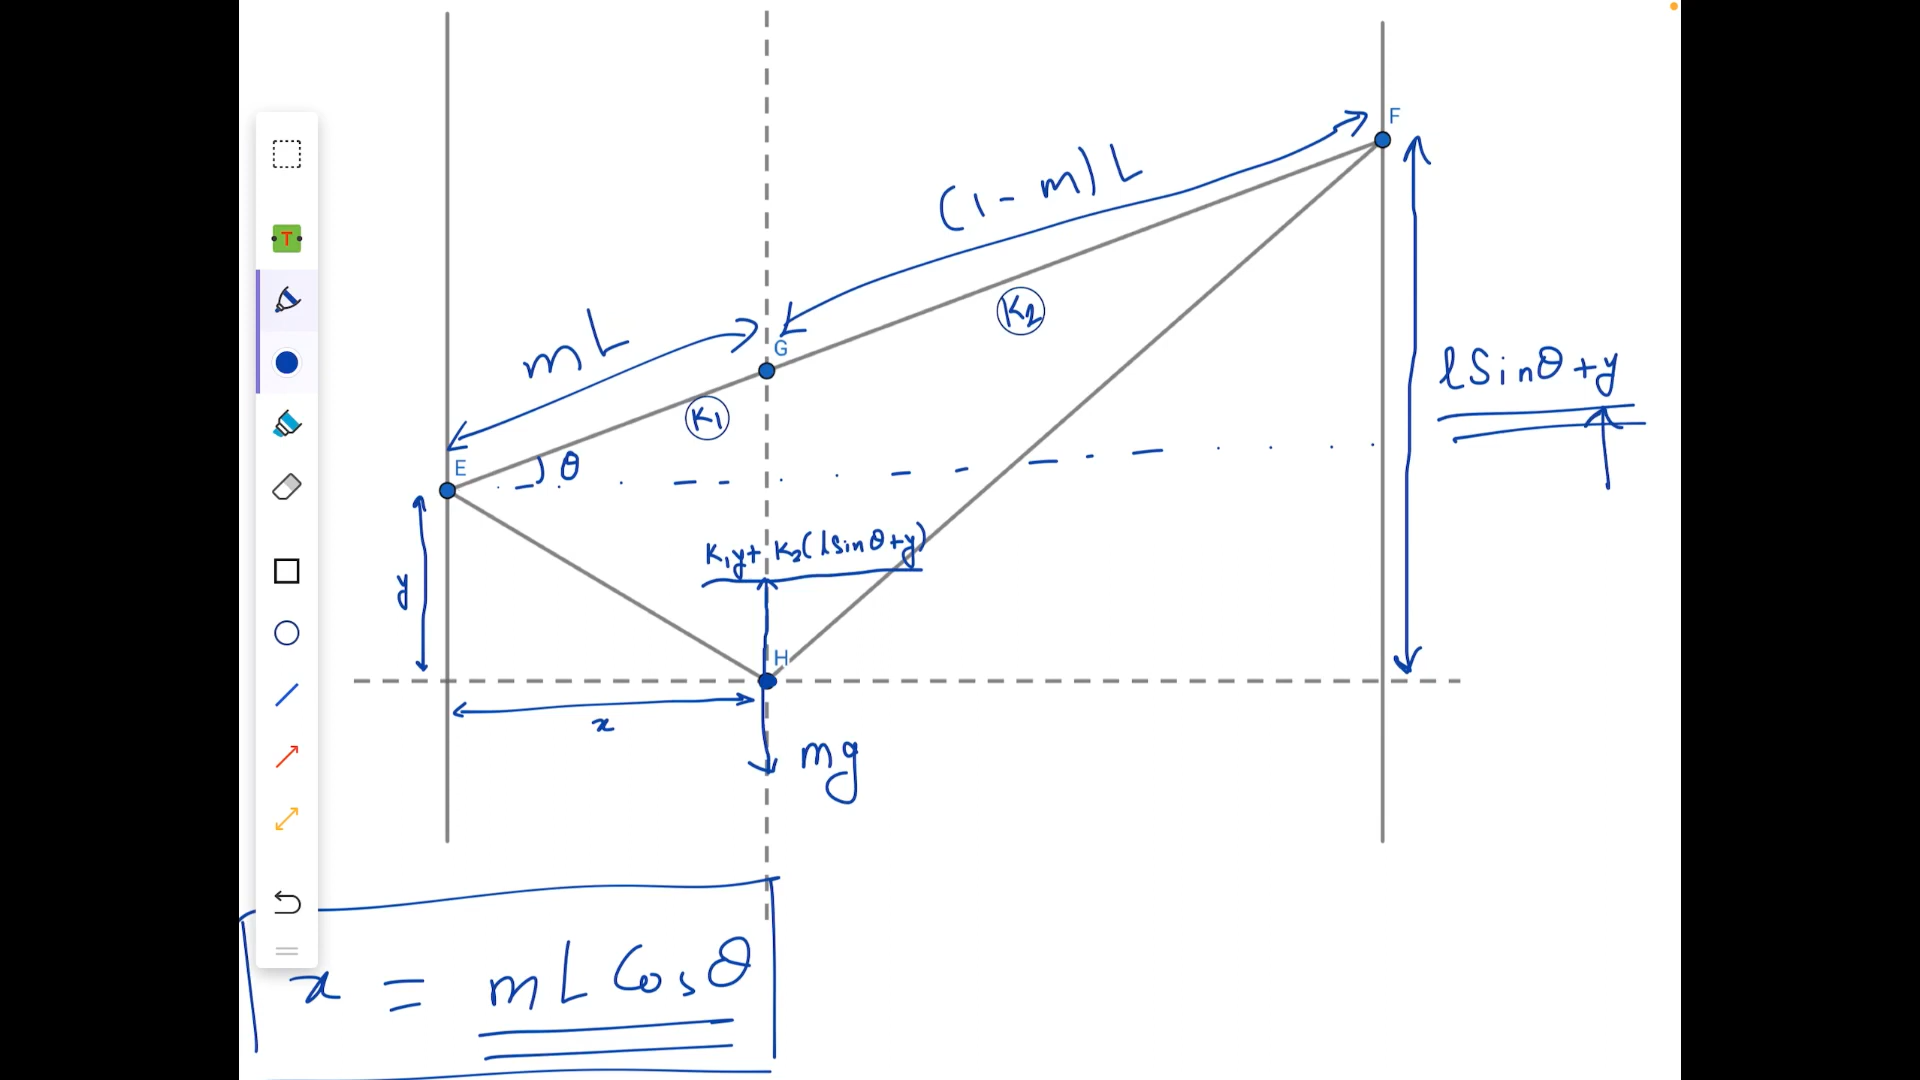 F
(1-m)L
mL
G
K2
lSinθ+y
K1
E
θ
K1y+ K2(lsinθ+y)
y
H
x
mg
x = mL Cosθ
T